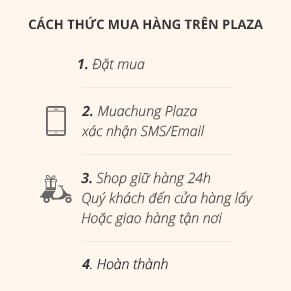 CÁCH THỨC MUA HÀNG TRÊN PLAZA
1. Đặt mua
2. Muachung Plaza
xác nhận SMS/Email
3. Shop giữ hàng 24h
Quý khách đến cửa hàng lấy
Hoặc giao hàng tận nơi
4. Hoàn thành